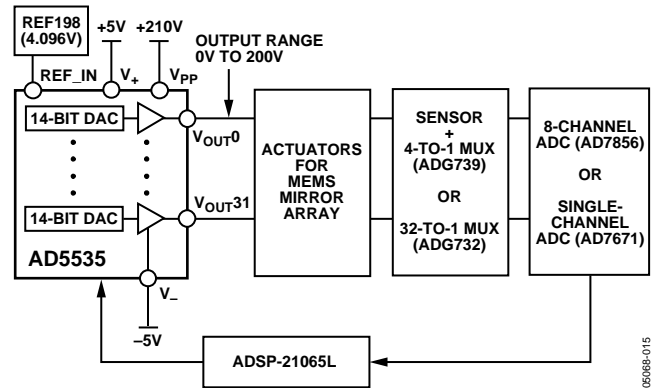 REF198
(4.096V)
+5V
+210V
OUTPUT RANGE
0V TO 200V
REF_IN
V+
VPP
14-BIT DAC
VOUT0
14-BIT DAC
VOUT31
AD5535
V–
–5V
ACTUATORS
FOR
MEMS
MIRROR
ARRAY
SENSOR
+
4-TO-1 MUX
(ADG739)
OR
32-TO-1 MUX
(ADG732)
8-CHANNEL
ADC (AD7856)
OR
SINGLE-
CHANNEL
ADC (AD7671)
ADSP-21065L
05068-015